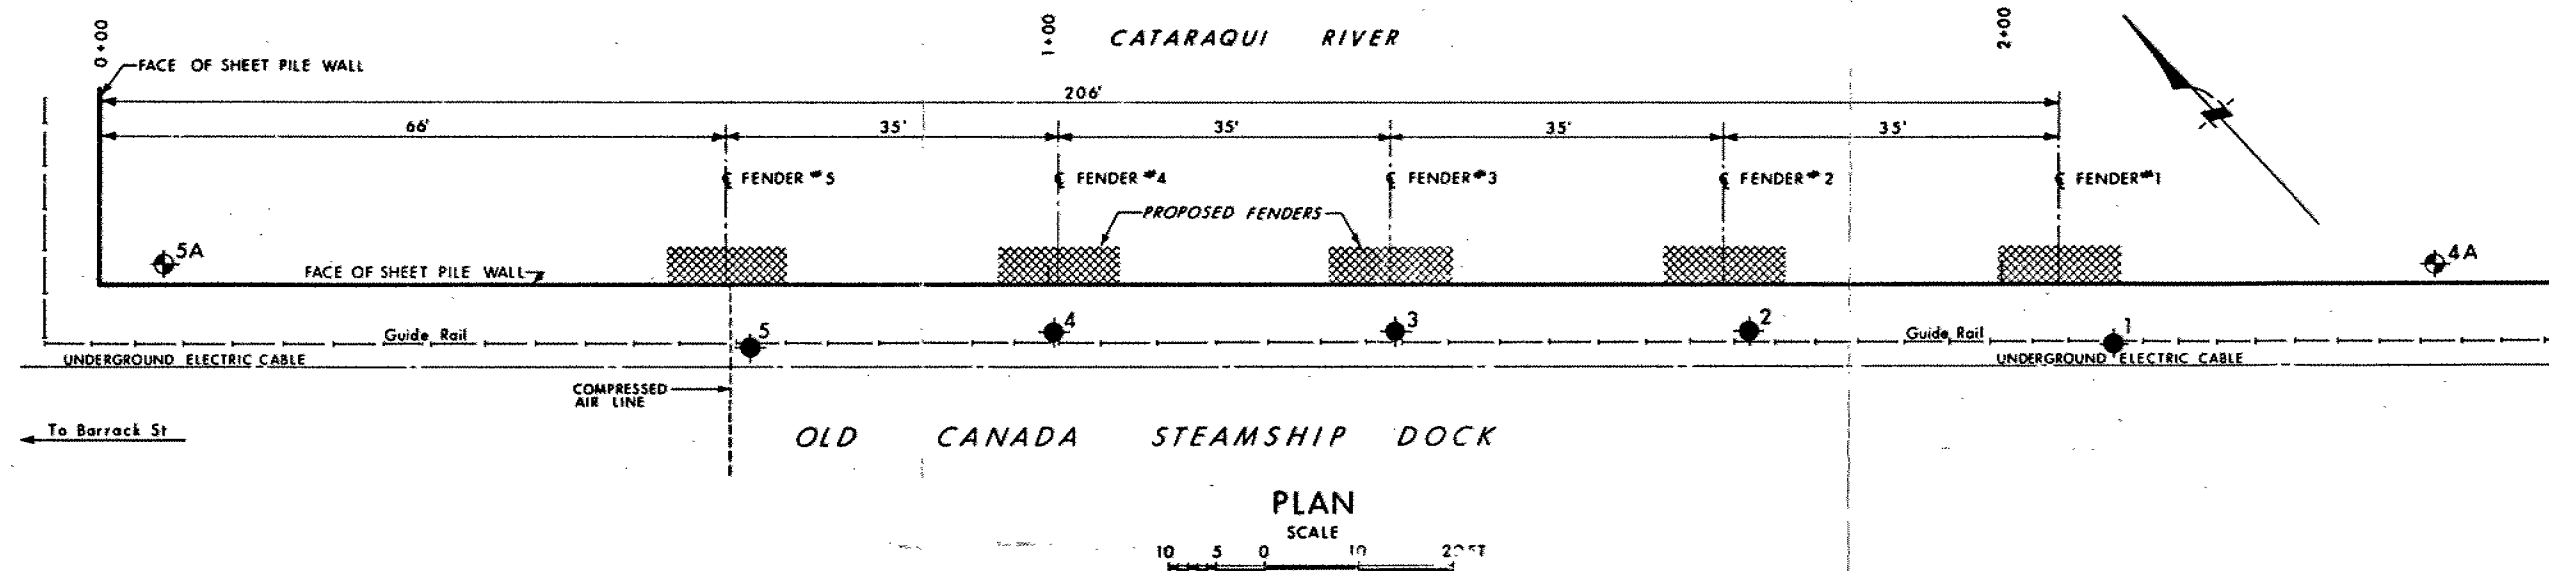 0+00
1+00
2+00
CATARAQUI RIVER
FACE OF SHEET PILE WALL
206'
66'
35'
35'
35'
35'
℄ FENDER #5
℄ FENDER #4
℄ FENDER #3
℄ FENDER #2
℄ FENDER #1
N
PROPOSED FENDERS
5A
4A
FACE OF SHEET PILE WALL
5
4
3
2
1
Guide Rail
Guide Rail
UNDERGROUND ELECTRIC CABLE
UNDERGROUND ELECTRIC CABLE
COMPRESSED
AIR LINE
To Barrack St
OLD CANADA STEAMSHIP DOCK
PLAN
SCALE
10 5 0 10 20 FT